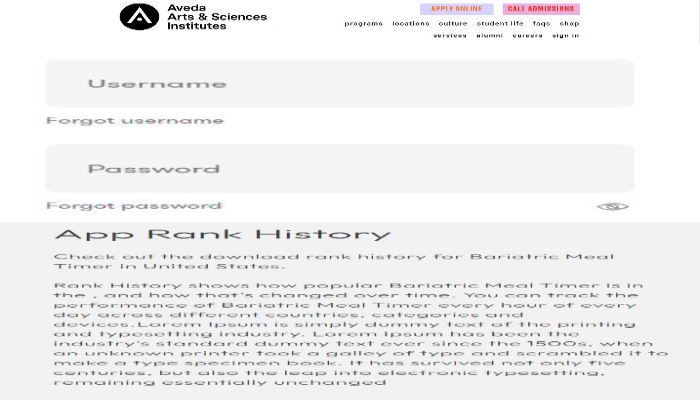 Aveda
Arts & Sciences
Institutes
APPLY ONLINE CALL ADMISSIONS
programs locations culture student life faqs shop
services alumni careers sign in
Username
Forgot username
Password
Forgot password
App Rank History
Check out the download rank history for Bariatric Meal
Timer in United States.
Rank History shows how popular Bariatric Meal Timer is in
the , and how that's changed over time. You can track the
performance of Bariatric Meal Timer every hour of every
day across different countries, categories and
devices.Lorem Ipsum is simply dummy text of the printing
and typesetting industry. Lorem Ipsum has been the
industry's standard dummy text ever since the 1500s, when
an unknown printer took a galley of type and scrambled it to
make a type specimen book. It has survived not only five
centuries, but also the leap into electronic typesetting,
remaining essentially unchanged